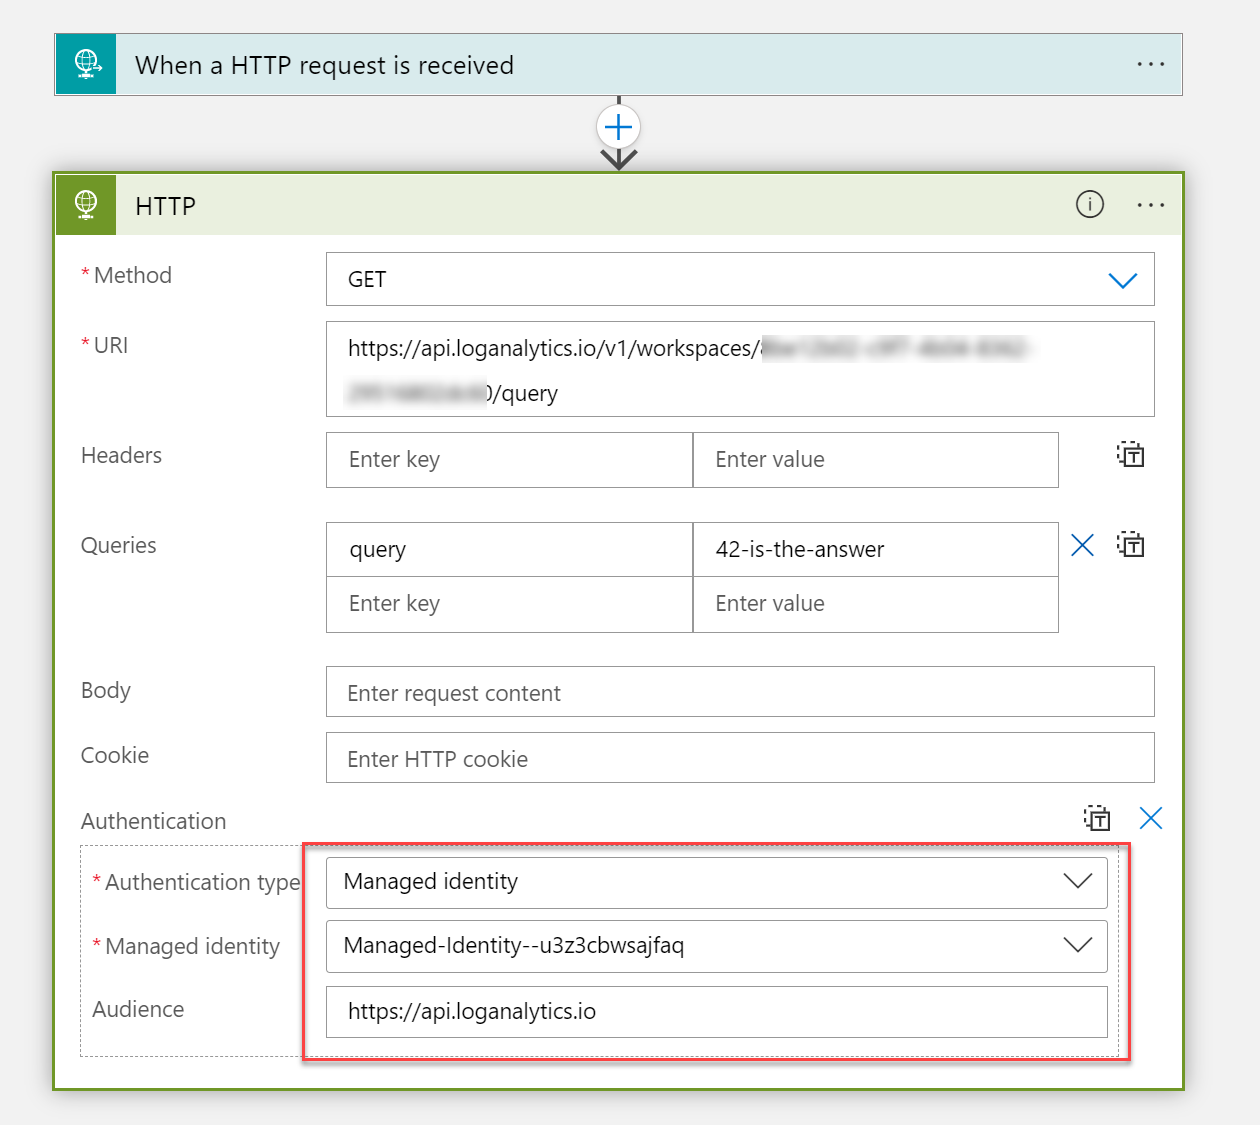 When a HTTP request is received
HTTP
* Method
GET
* URI
https://api.loganalytics.io/v1/workspaces/
0/query
Headers
Enter key
Enter value
Queries
query
42-is-the-answer
Enter key
Enter value
Body
Enter request content
Cookie
Enter HTTP cookie
Authentication
* Authentication type
Managed identity
* Managed identity
Managed-Identity--u3z3cbwsajfaq
Audience
https://api.loganalytics.io